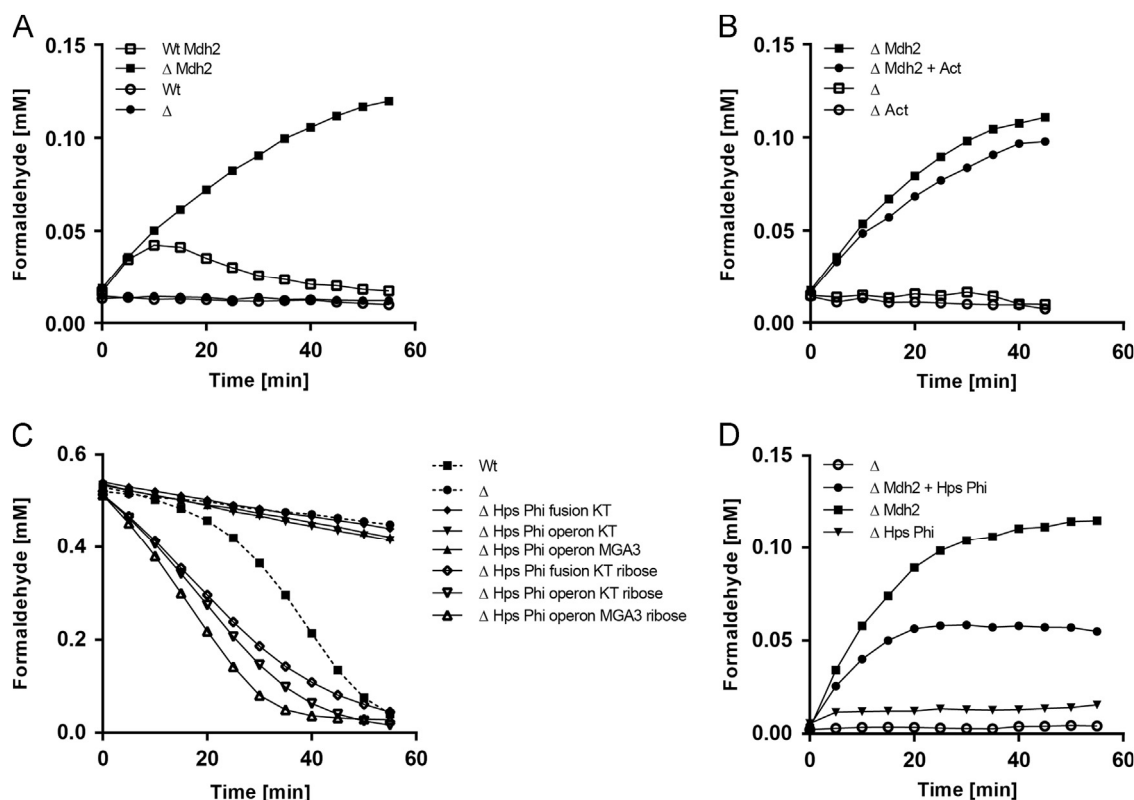 A
Formaldehyde [mM]
0.15
0.10
0.05
0.00
0
20
40
60
Time [min]
Wt Mdh2
Δ Mdh2
Wt
Δ
B
Formaldehyde [mM]
0.15
0.10
0.05
0.00
0
20
40
60
Time [min]
Δ Mdh2
Δ Mdh2 + Act
Δ
Δ Act
C
Formaldehyde [mM]
0.6
0.4
0.2
0.0
0
20
40
60
Time [min]
Wt
Δ
Δ Hps Phi fusion KT
Δ Hps Phi operon KT
Δ Hps Phi operon MGA3
Δ Hps Phi fusion KT ribose
Δ Hps Phi operon KT ribose
Δ Hps Phi operon MGA3 ribose
D
Formaldehyde [mM]
0.15
0.10
0.05
0.00
0
20
40
60
Time [min]
Δ
Δ Mdh2 + Hps Phi
Δ Mdh2
Δ Hps Phi